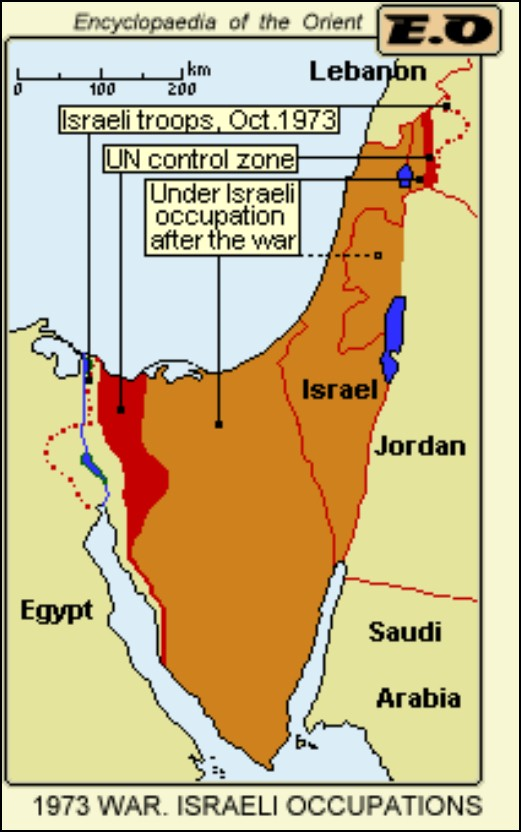 Encyclopaedia of the Orient
E.O
km
0 100 200
Lebanon
Israeli troops, Oct.1973
UN control zone
Under Israeli
occupation
after the war
Israel
Jordan
Egypt
Saudi
Arabia
1973 WAR. ISRAELI OCCUPATIONS